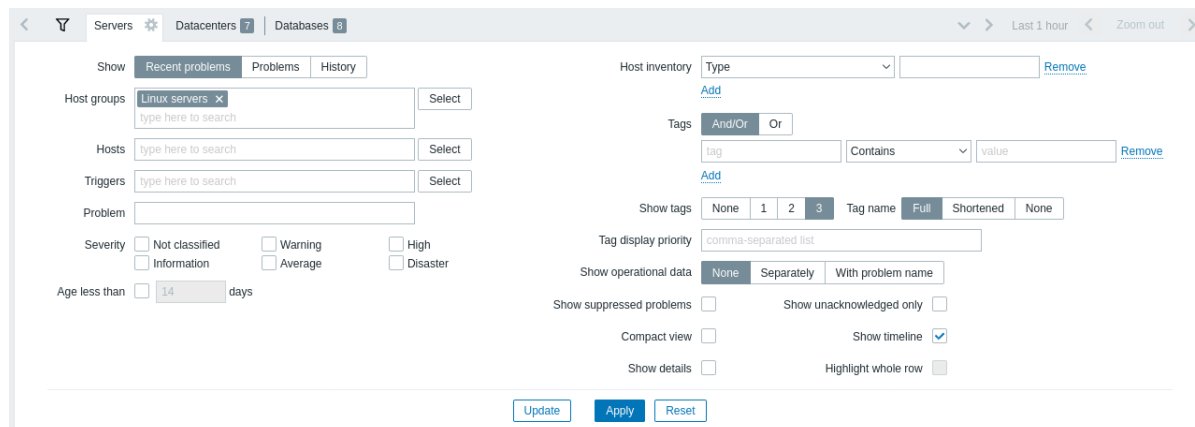 Servers Datacenters 7 Databases 8 Last 1 hour Zoom out
Show Recent problems Problems History
Host groups Linux servers × Select
type here to search
Hosts type here to search Select
Triggers type here to search Select
Problem
Severity Not classified Warning High
Information Average Disaster
Age less than 14 days
Host inventory Type Remove
Add
Tags And/Or Or
tag Contains value Remove
Add
Show tags None 1 2 3 Tag name Full Shortened None
Tag display priority comma-separated list
Show operational data None Separately With problem name
Show suppressed problems Show unacknowledged only
Compact view Show timeline
Show details Highlight whole row
Update Apply Reset